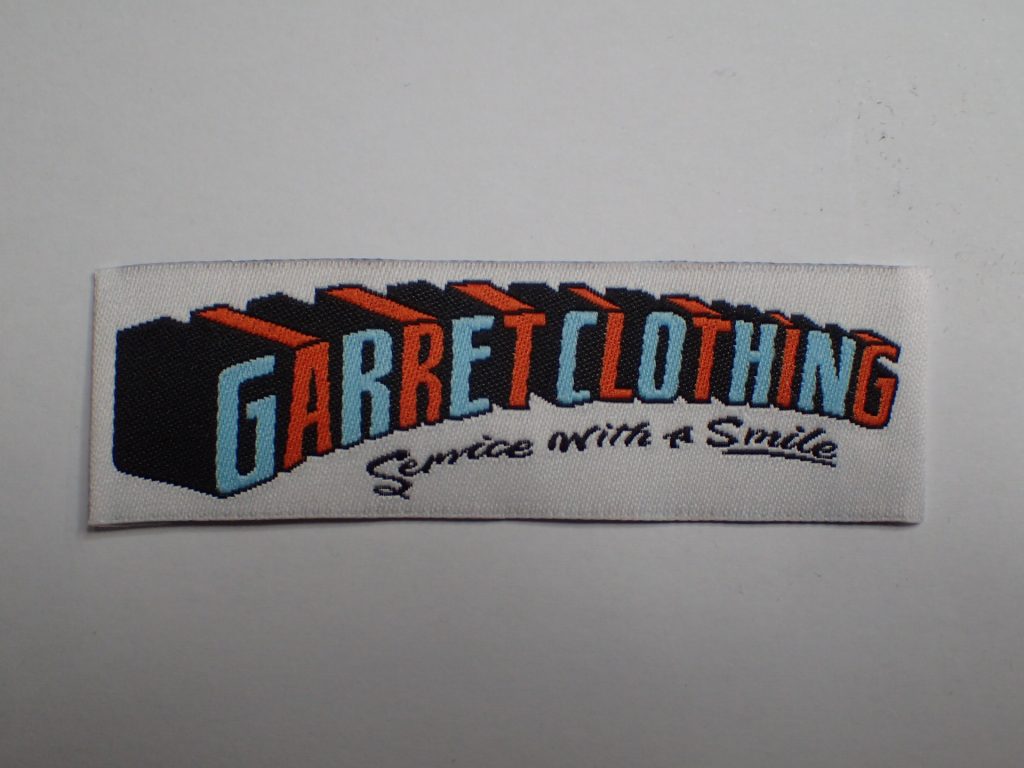 GARRET CLOTHING
Service with a Smile